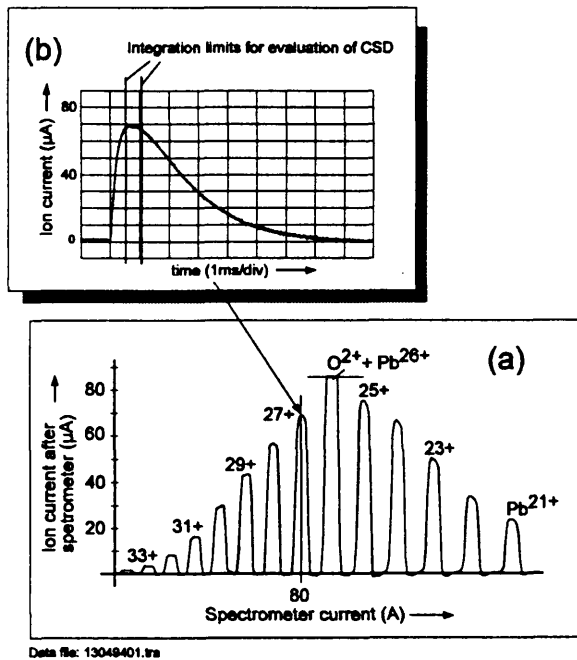 (b)
Integration limits for evaluation of CSD
Ion current (µA)
80
40
0
time (1ms/div)
(a)
O2+ + Pb26+
Ion current after
spetrometer (µA)
80
60
40
20
33+
31+
29+
27+
25+
23+
Pb21+
80
Spectrometer current (A)
Data file: 13049401.tra